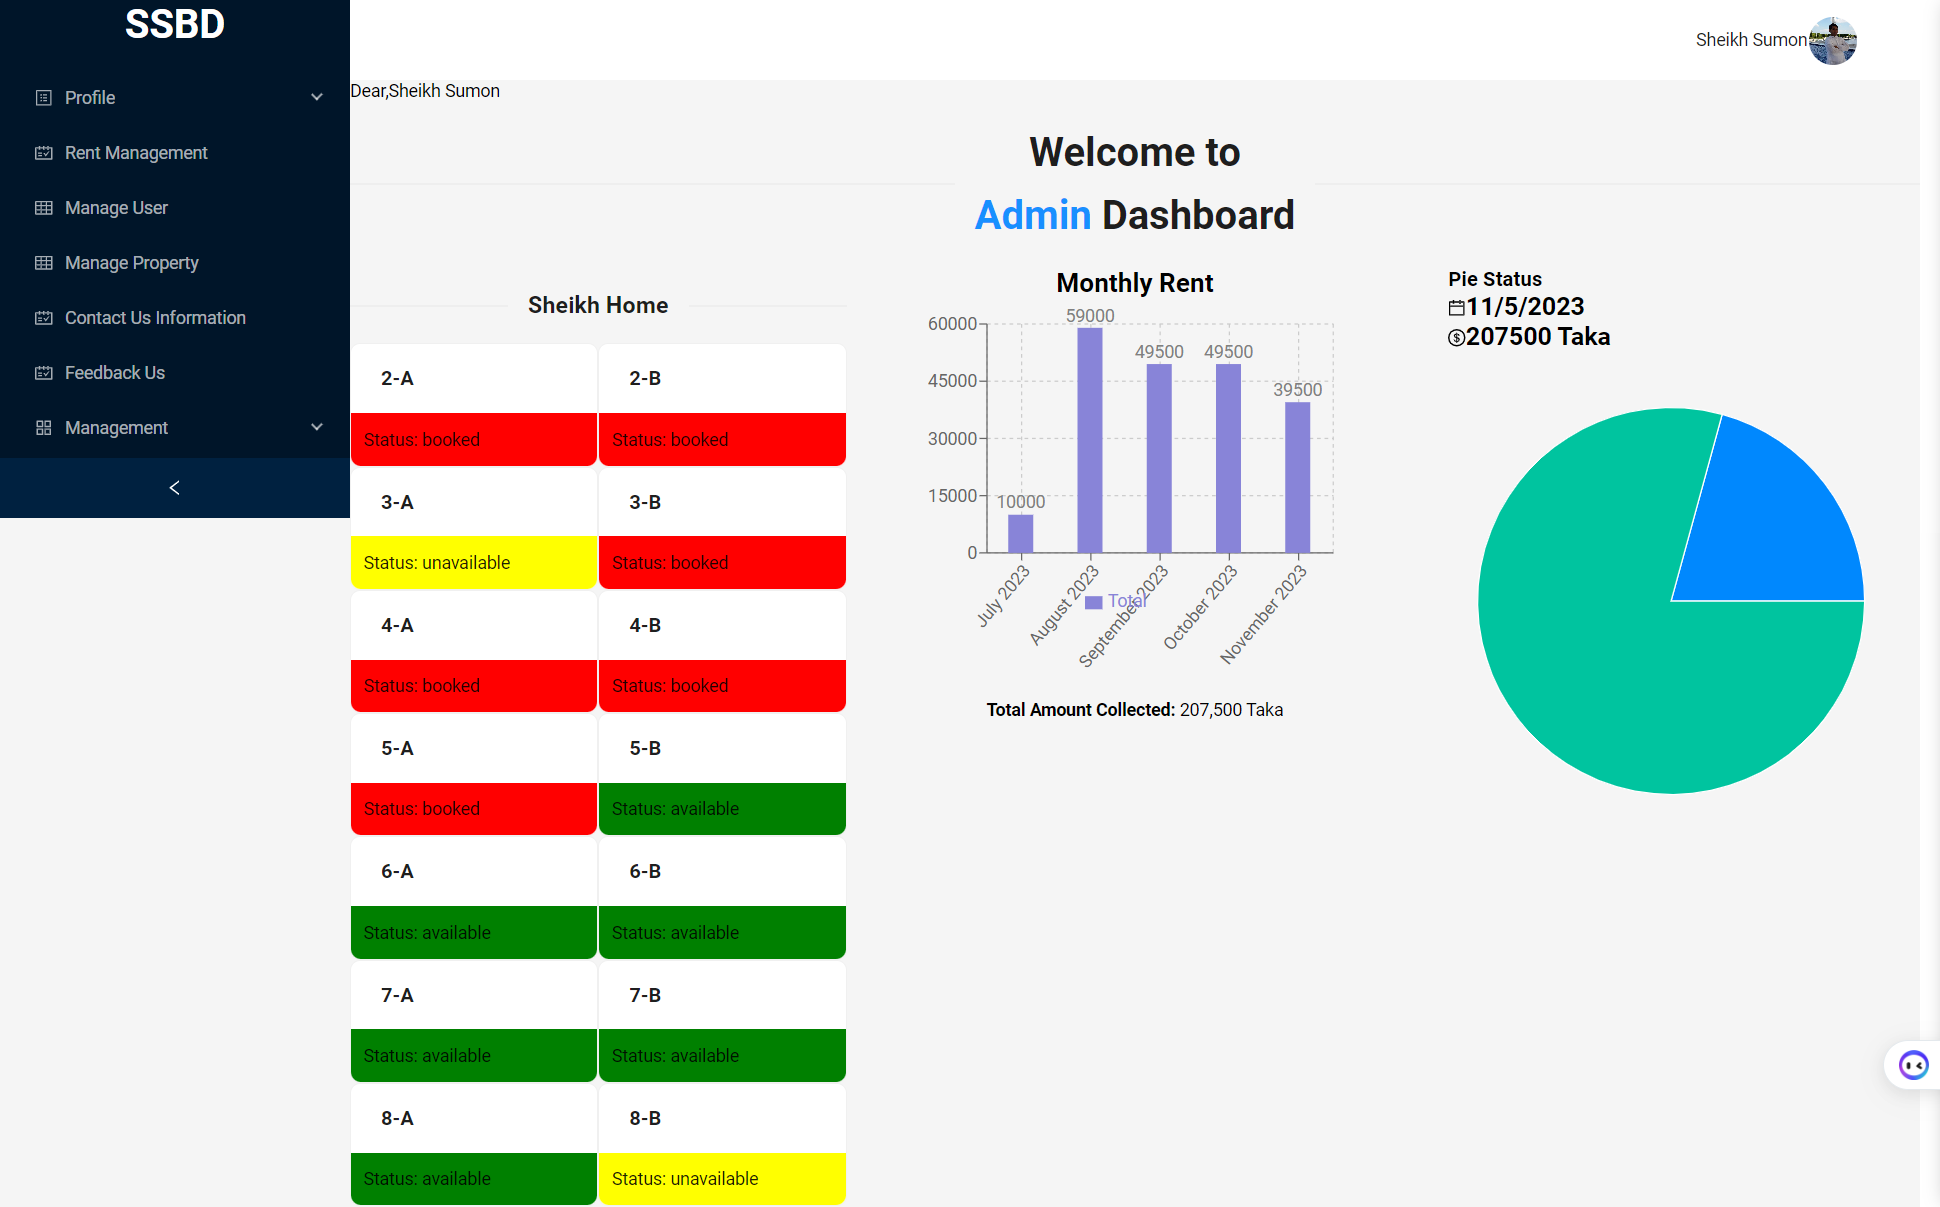 SSBD
Profile
Rent Management
Manage User
Manage Property
Contact Us Information
Feedback Us
Management
Sheikh Sumon
Dear,Sheikh Sumon
Welcome to
Admin Dashboard
Sheikh Home
2-A
Status: booked
2-B
Status: booked
3-A
Status: unavailable
3-B
Status: booked
4-A
Status: booked
4-B
Status: booked
5-A
Status: booked
5-B
Status: available
6-A
Status: available
6-B
Status: available
7-A
Status: available
7-B
Status: available
8-A
Status: available
8-B
Status: unavailable
Monthly Rent
60000
45000
30000
15000
0
10000
59000
49500
49500
39500
July 2023
August 2023
September 2023
October 2023
November 2023
Total
Total Amount Collected: 207,500 Taka
Pie Status
11/5/2023
207500 Taka